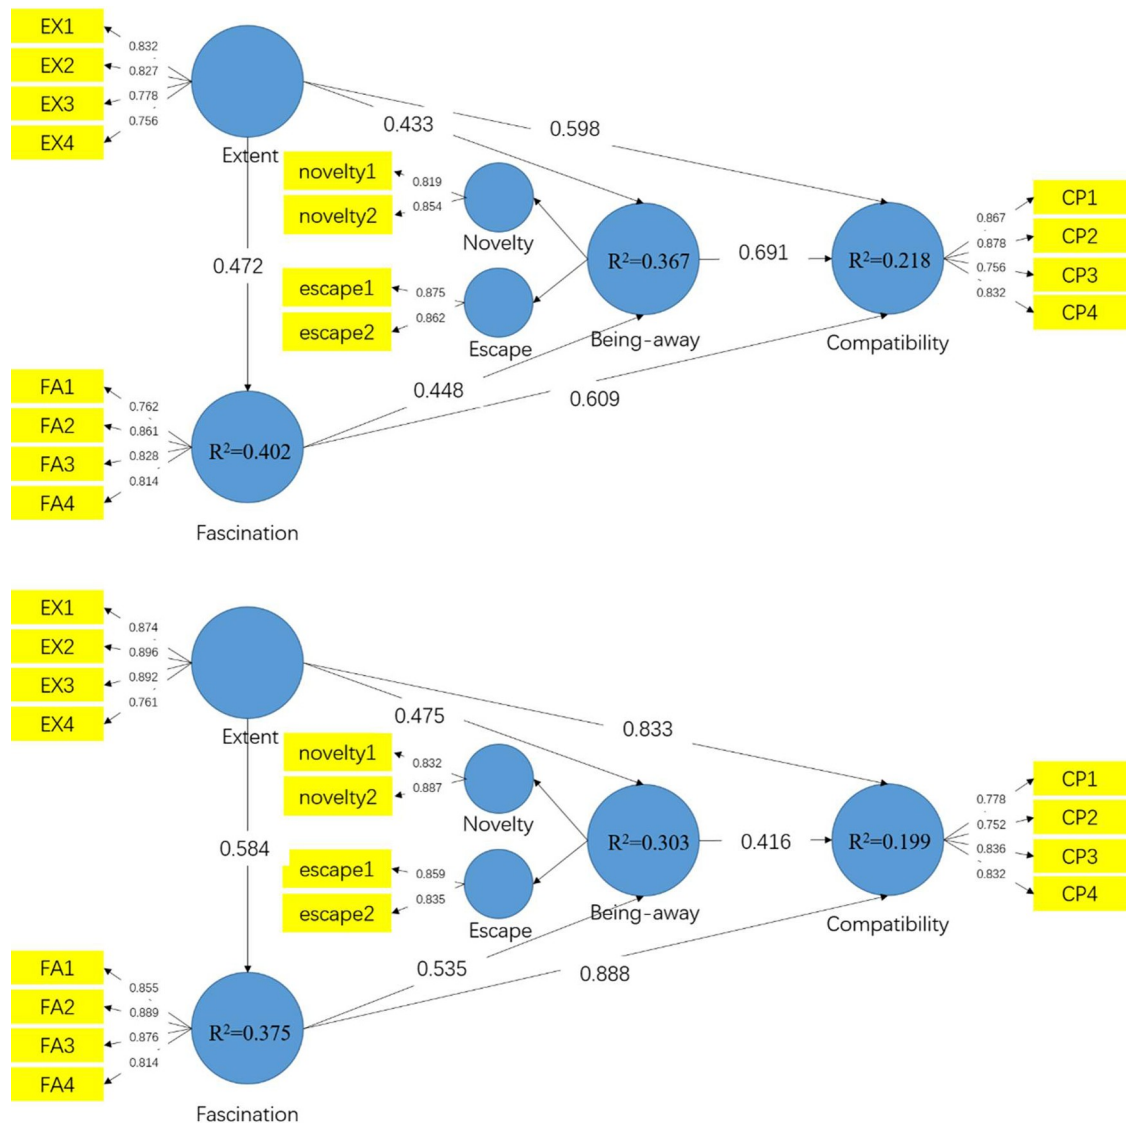 EX1
0.832
EX2
0.827
EX3
0.778
EX4
0.756
Extent
0.433
0.598
novelty1
0.819
novelty2
0.854
Novelty
escape1
0.875
escape2
0.862
Escape
R²=0.367
Being-away
0.691
R²=0.218
Compatibility
CP1
0.867
CP2
0.878
CP3
0.756
CP4
0.832
0.472
0.448
0.609
FA1
0.762
FA2
0.861
FA3
0.828
FA4
0.814
R²=0.402
Fascination
EX1
0.874
EX2
0.896
EX3
0.892
EX4
0.761
Extent
0.475
0.833
novelty1
0.832
novelty2
0.887
Novelty
escape1
0.859
escape2
0.835
Escape
R²=0.303
Being-away
0.416
R²=0.199
Compatibility
CP1
0.778
CP2
0.752
CP3
0.836
CP4
0.832
0.584
0.535
0.888
FA1
0.855
FA2
0.889
FA3
0.876
FA4
0.814
R²=0.375
Fascination